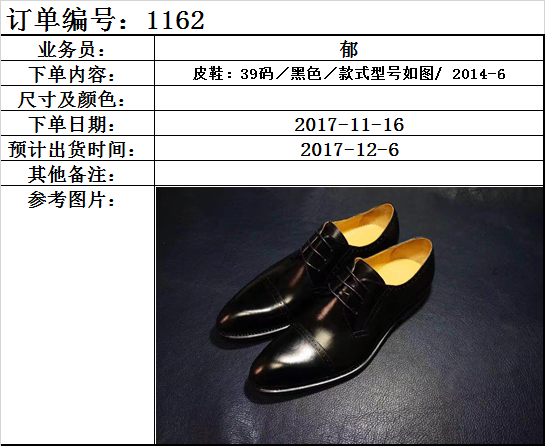 订单编号：1162
业务员： 郁
下单内容： 皮鞋：39码／黑色／款式型号如图/ 2014-6
尺寸及颜色：
下单日期： 2017-11-16
预计出货时间： 2017-12-6
其他备注：
参考图片：